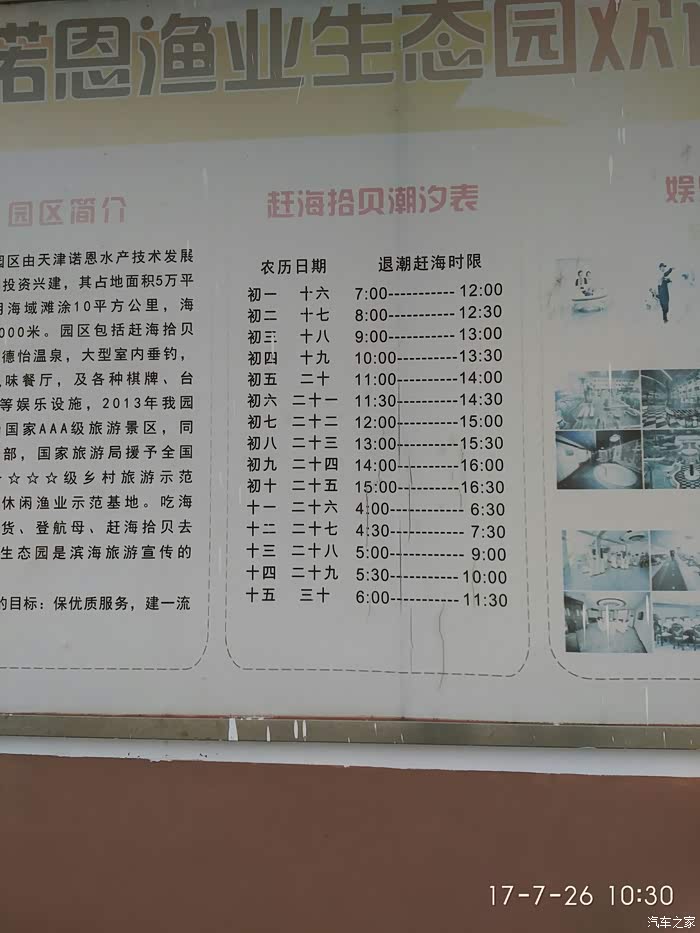 诺恩渔业生态园欢
园区简介
园区由天津诺恩水产技术发展
投资兴建，其占地面积5万平
海域滩涂10平方公里，海
000米。园区包括赶海拾贝
德怡温泉，大型室内垂钓，
味餐厅，及各种棋牌、台
等娱乐设施，2013年我园
国家AAA级旅游景区，同
部，国家旅游局援予全国
☆☆☆☆级乡村旅游示范
休闲渔业示范基地。吃海
货、登航母、赶海拾贝去
生态园是滨海旅游宣传的
的目标：保优质服务，建一流
赶海拾贝潮汐表
农历日期 退潮赶海时限
初一 十六 7:00-----------12:00
初二 十七 8:00-----------12:30
初三 十八 9:00-----------13:00
初四 十九 10:00----------13:30
初五 二十 11:00----------14:00
初六 二十一 11:30----------14:30
初七 二十二 12:00----------15:00
初八 二十三 13:00----------15:30
初九 二十四 14:00----------16:00
初十 二十五 15:00----------16:30
十一 二十六 4:00----------- 6:30
十二 二十七 4:30----------- 7:30
十三 二十八 5:00----------- 9:00
十四 二十九 5:30-----------10:00
十五 三十 6:00-----------11:30
娱
17-7-26 10:30
汽车之家